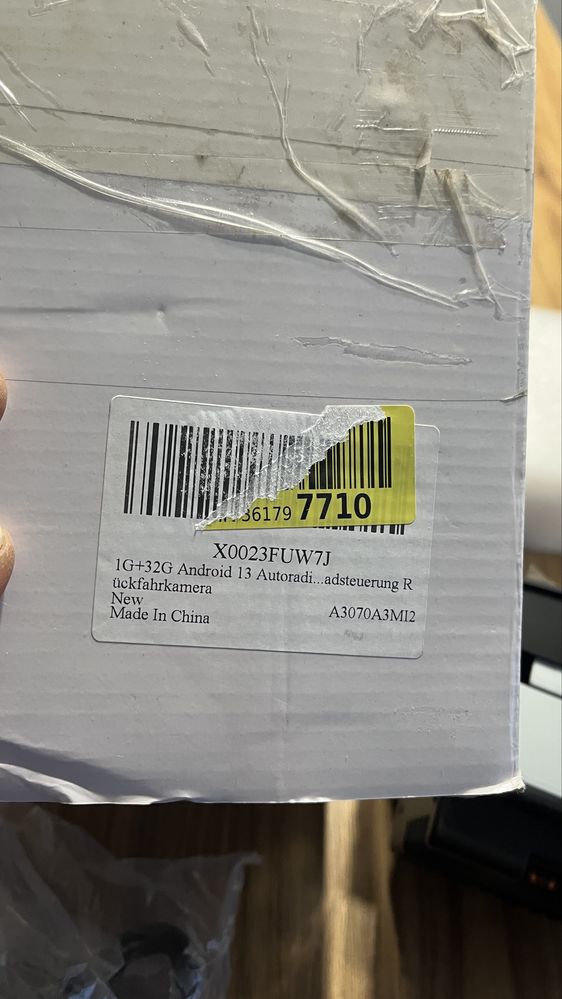 36179 7710
X0023FUW7J
1G+32G Android 13 Autoradi...adsteuerung R
ückfahrkamera
New
Made In China A3070A3MI2